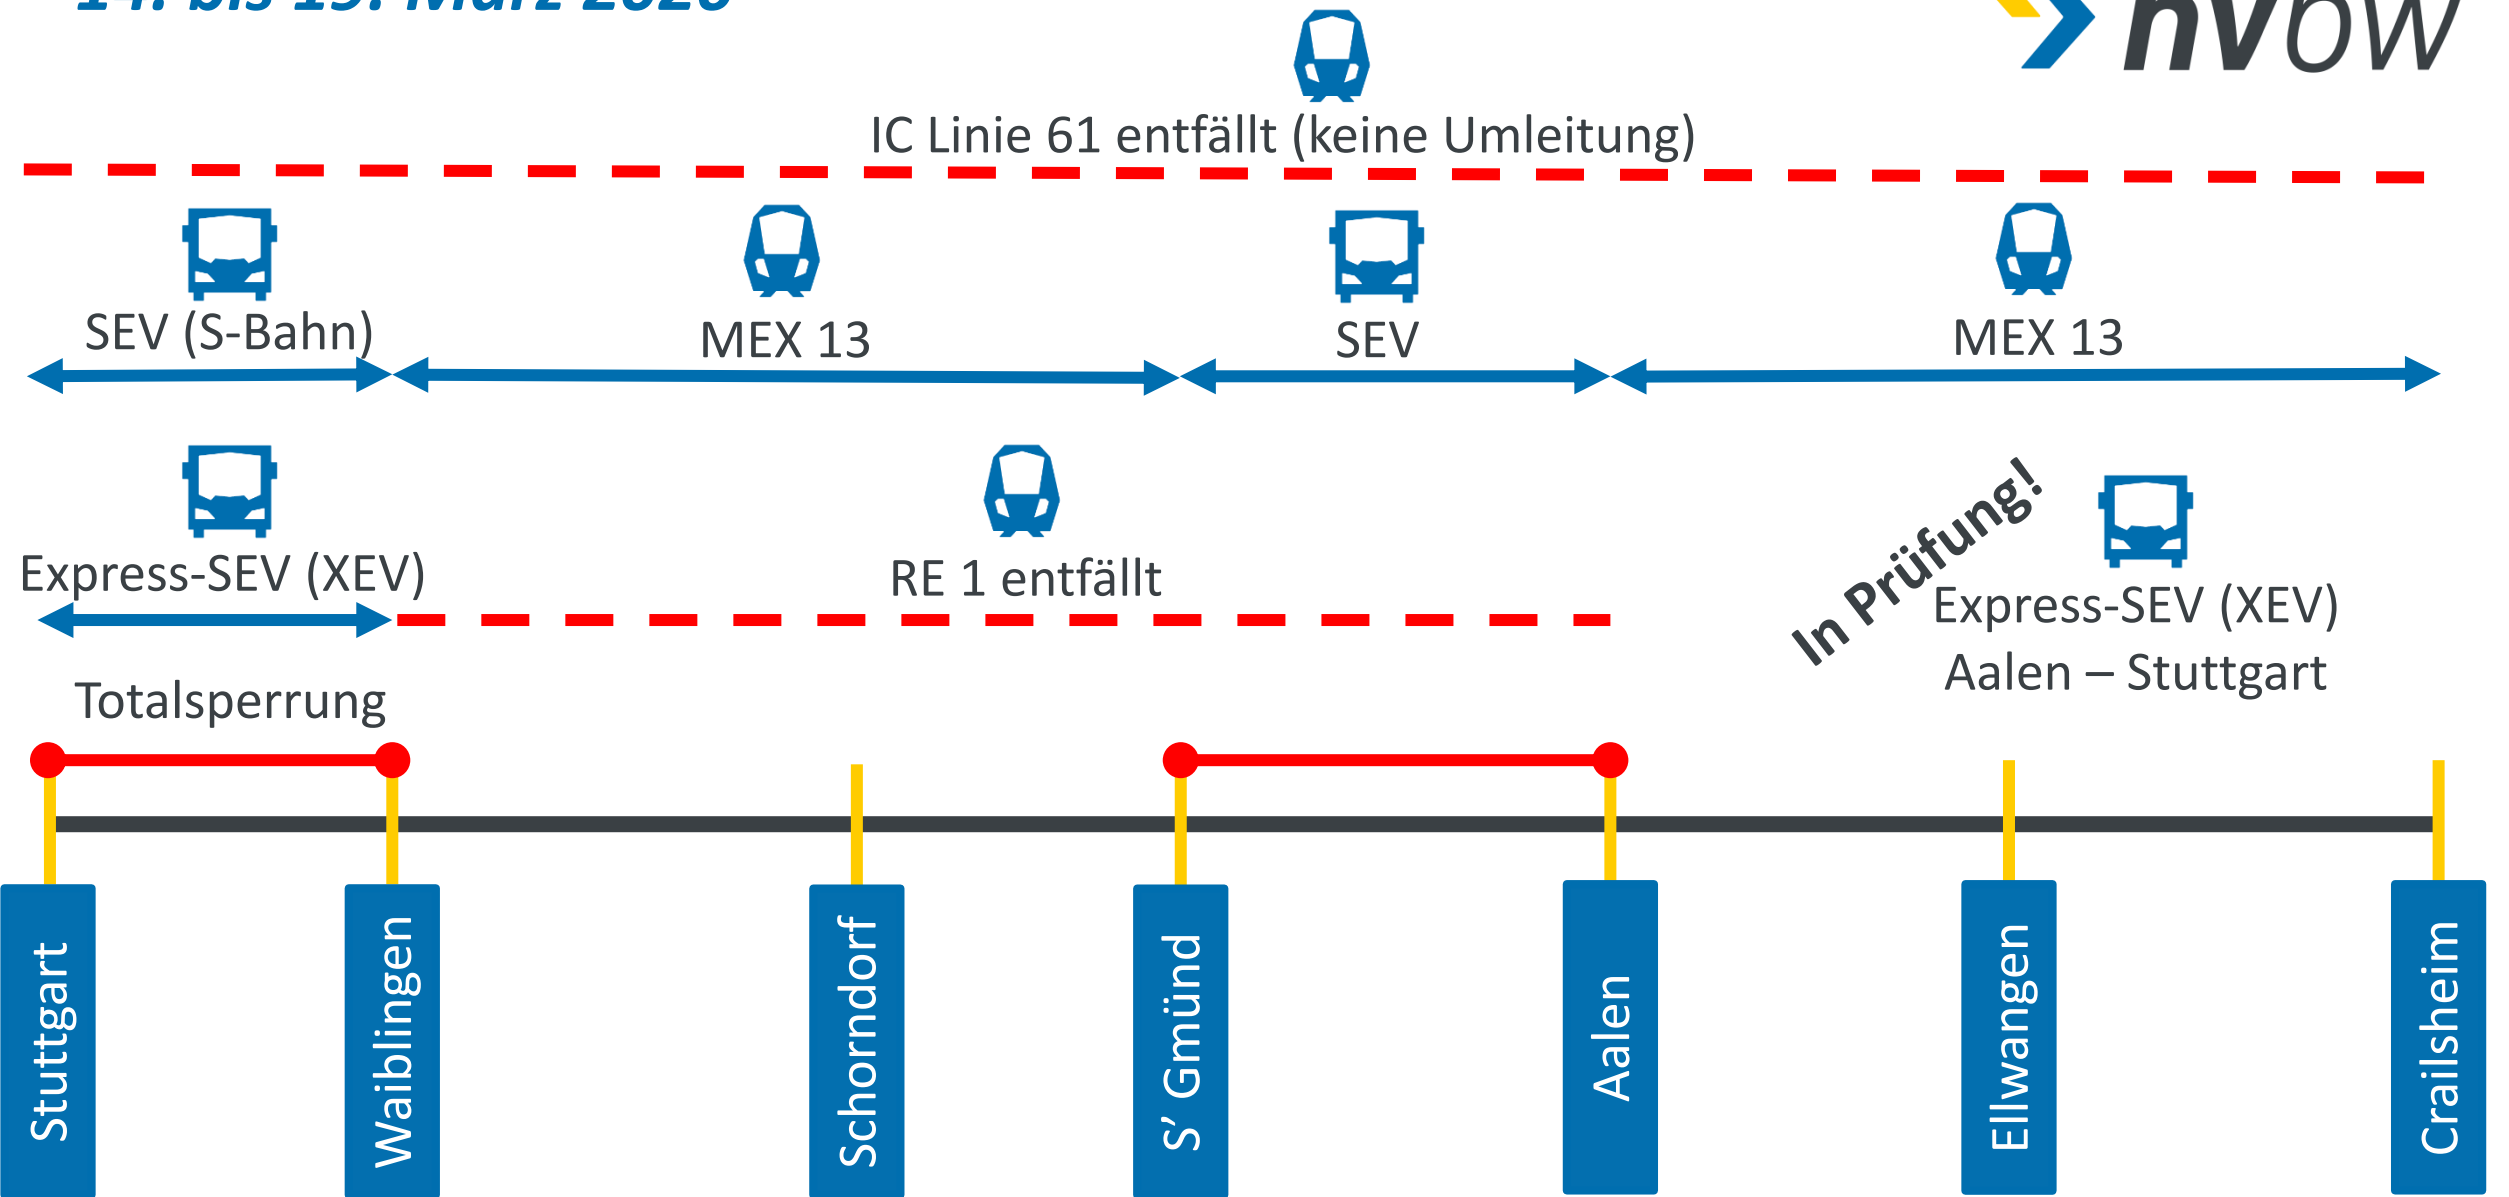 nvbw
IC Linie 61 entfällt (keine Umleitung)
SEV (S-Bahn)
MEX 13
SEV
MEX 13
Express-SEV (XEV)
RE 1 entfällt
In Prüfung!
Express-SEV (XEV)
Aalen – Stuttgart
Totalsperrung
Stuttgart
Waiblingen
Schorndorf
S’ Gmünd
Aalen
Ellwangen
Crailsheim